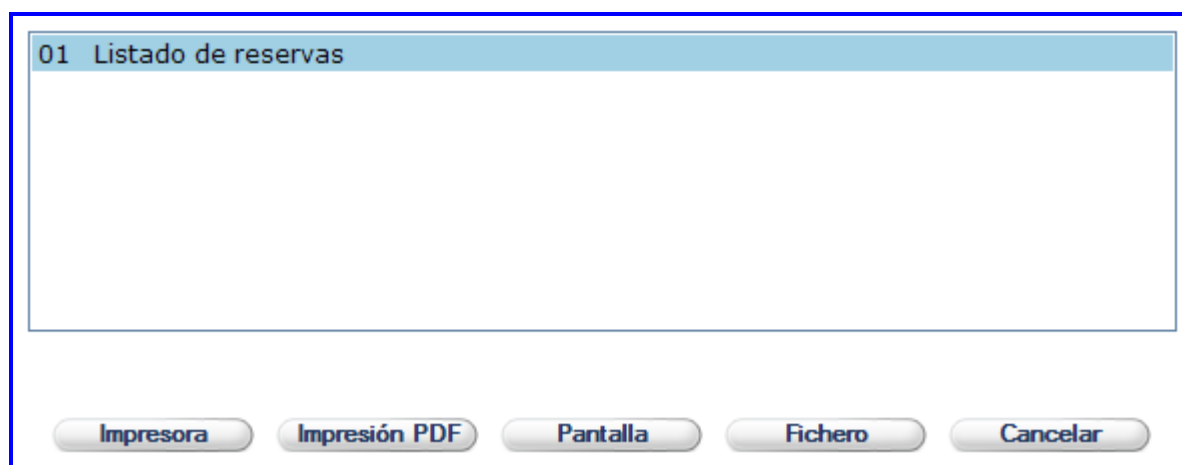 01 Listado de reservas
Impresora Impresión PDF Pantalla Fichero Cancelar